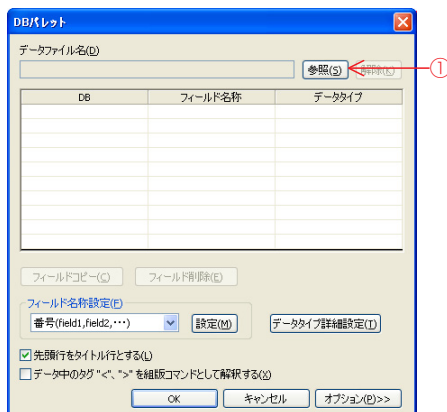 DBパレット
データファイル名(D)
参照(S) 解除(K) ①
DB フィールド名称 データタイプ
フィールドコピー(C) フィールド削除(E)
フィールド名称設定(F)
番号(field1,field2,･･･) 設定(M) データタイプ詳細設定(T)
先頭行をタイトル行とする(L)
データ中のタグ "<"、">" を組版コマンドとして解釈する(X)
OK キャンセル オプション(P)>>